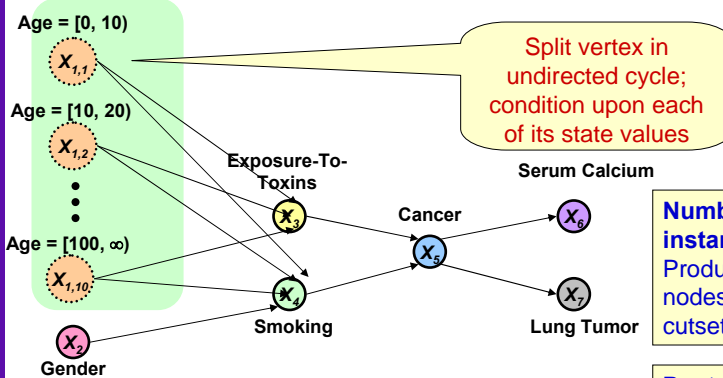 Age = [0, 10)
X1,1
Split vertex in
undirected cycle;
condition upon each
of its state values
Age = [10, 20)
X1,2
Exposure-To-
Toxins
Serum Calcium
X3
Cancer
X6
Age = [100, ∞)
X5
X1,10
X4
X7
Smoking
Lung Tumor
X2
Gender
Numb
instan
Produ
nodes
cutset